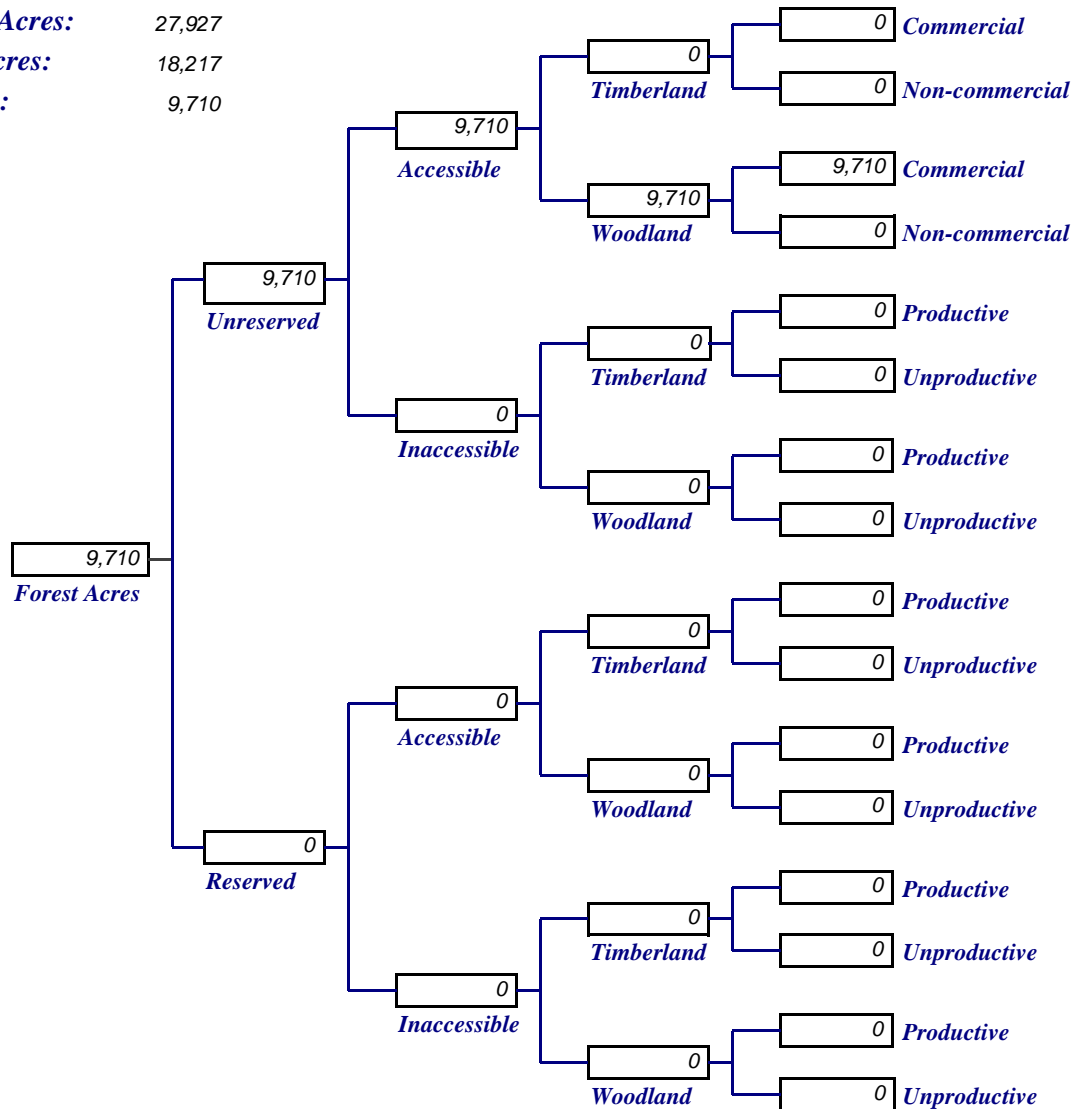 Acres: 27,927
cres: 18,217
: 9,710
0 Commercial
0
Timberland
0 Non-commercial
9,710
Accessible
9,710 Commercial
9,710
Woodland
0 Non-commercial
9,710
Unreserved
0 Productive
0
Timberland
0 Unproductive
0
Inaccessible
0 Productive
0
Woodland
0 Unproductive
9,710
Forest Acres
0 Productive
0
Timberland
0 Unproductive
0
Accessible
0 Productive
0
Woodland
0 Unproductive
0
Reserved
0 Productive
0
Timberland
0 Unproductive
0
Inaccessible
0 Productive
0
Woodland
0 Unproductive